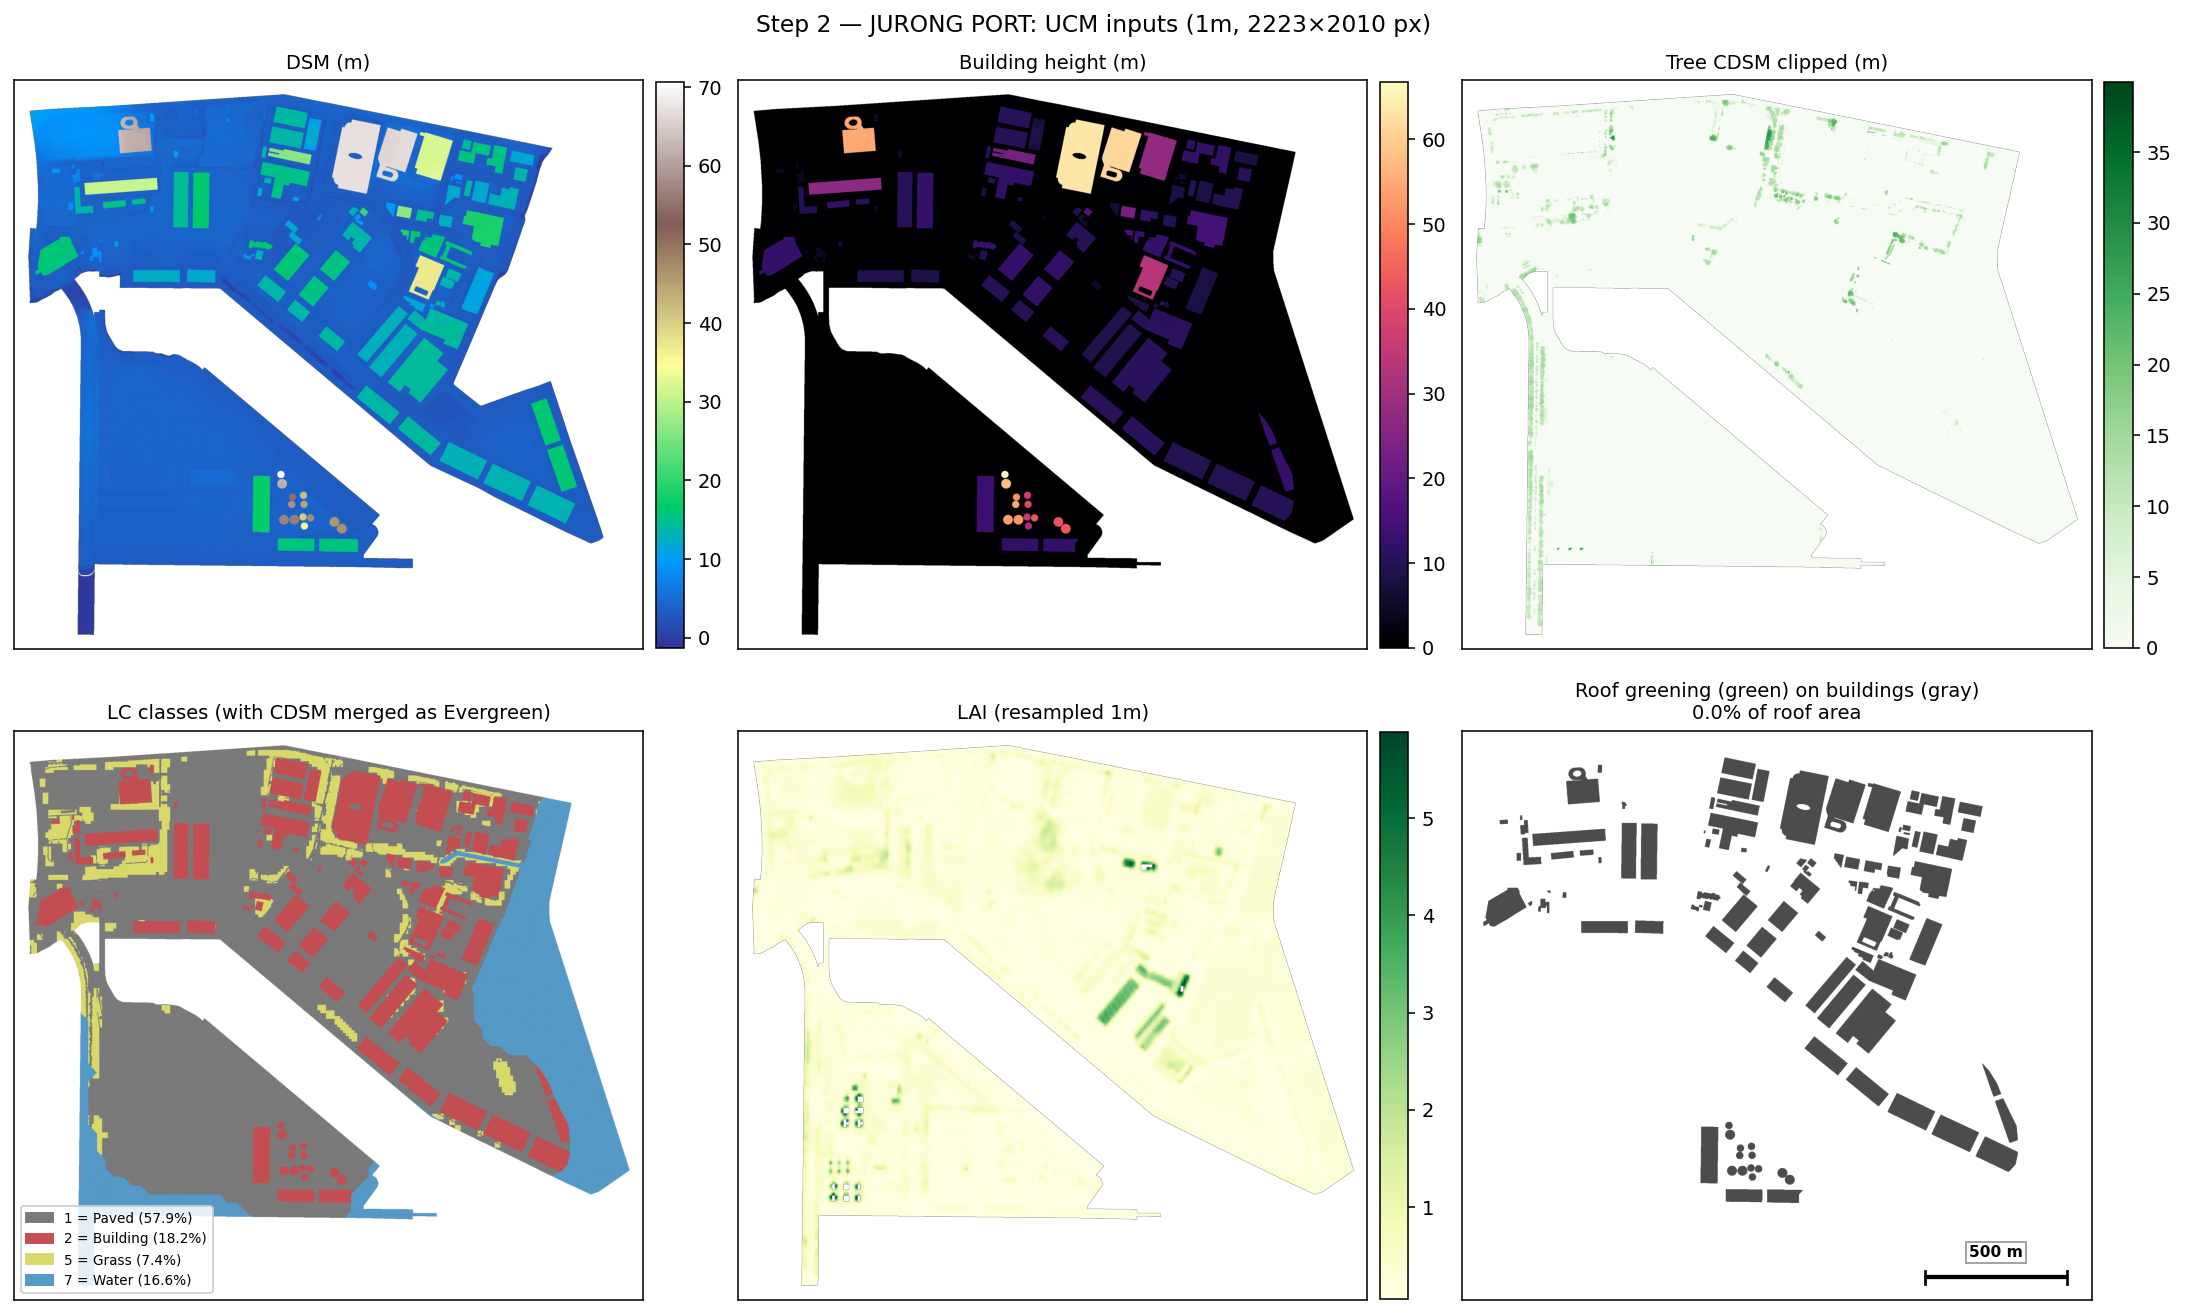 Step 2 — JURONG PORT: UCM inputs (1m, 2223×2010 px)
DSM (m)
70
60
50
40
30
20
10
0
Building height (m)
60
50
40
30
20
10
0
Tree CDSM clipped (m)
35
30
25
20
15
10
5
0
LC classes (with CDSM merged as Evergreen)
1 = Paved (57.9%)
2 = Building (18.2%)
5 = Grass (7.4%)
7 = Water (16.6%)
LAI (resampled 1m)
5
4
3
2
1
Roof greening (green) on buildings (gray)
0.0% of roof area
500 m